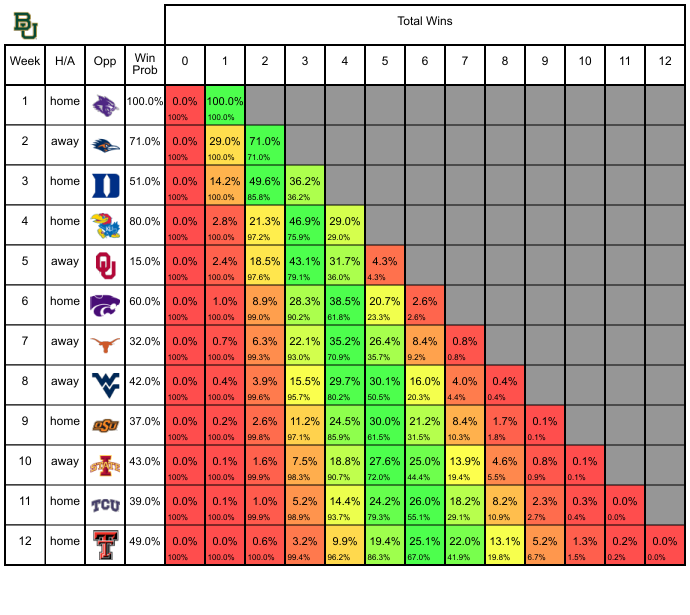 BU
Total Wins
Week H/A Opp Win Prob 0 1 2 3 4 5 6 7 8 9 10 11 12
1 home 100.0% 0.0% 100.0%
100% 100.0%
2 away 71.0% 0.0% 29.0% 71.0%
100% 100.0% 71.0%
3 home D 51.0% 0.0% 14.2% 49.6% 36.2%
100% 100.0% 85.8% 36.2%
4 home KU 80.0% 0.0% 2.8% 21.3% 46.9% 29.0%
100% 100.0% 97.2% 75.9% 29.0%
5 away OU 15.0% 0.0% 2.4% 18.5% 43.1% 31.7% 4.3%
100% 100.0% 97.6% 79.1% 36.0% 4.3%
6 home 60.0% 0.0% 1.0% 8.9% 28.3% 38.5% 20.7% 2.6%
100% 100.0% 99.0% 90.2% 61.8% 23.3% 2.6%
7 away 32.0% 0.0% 0.7% 6.3% 22.1% 35.2% 26.4% 8.4% 0.8%
100% 100.0% 99.3% 93.0% 70.9% 35.7% 9.2% 0.8%
8 away WV 42.0% 0.0% 0.4% 3.9% 15.5% 29.7% 30.1% 16.0% 4.0% 0.4%
100% 100.0% 99.6% 95.7% 80.2% 50.5% 20.3% 4.4% 0.4%
9 home OSU 37.0% 0.0% 0.2% 2.6% 11.2% 24.5% 30.0% 21.2% 8.4% 1.7% 0.1%
100% 100.0% 99.8% 97.1% 85.9% 61.5% 31.5% 10.3% 1.8% 0.1%
10 away I STATE 43.0% 0.0% 0.1% 1.6% 7.5% 18.8% 27.6% 25.0% 13.9% 4.6% 0.8% 0.1%
100% 100.0% 99.9% 98.3% 90.7% 72.0% 44.4% 19.4% 5.5% 0.9% 0.1%
11 home TCU 39.0% 0.0% 0.1% 1.0% 5.2% 14.4% 24.2% 26.0% 18.2% 8.2% 2.3% 0.3% 0.0%
100% 100.0% 99.9% 98.9% 93.7% 79.3% 55.1% 29.1% 10.9% 2.7% 0.4% 0.0%
12 home T 49.0% 0.0% 0.0% 0.6% 3.2% 9.9% 19.4% 25.1% 22.0% 13.1% 5.2% 1.3% 0.2% 0.0%
100% 100.0% 100.0% 99.4% 96.2% 86.3% 67.0% 41.9% 19.8% 6.7% 1.5% 0.2% 0.0%